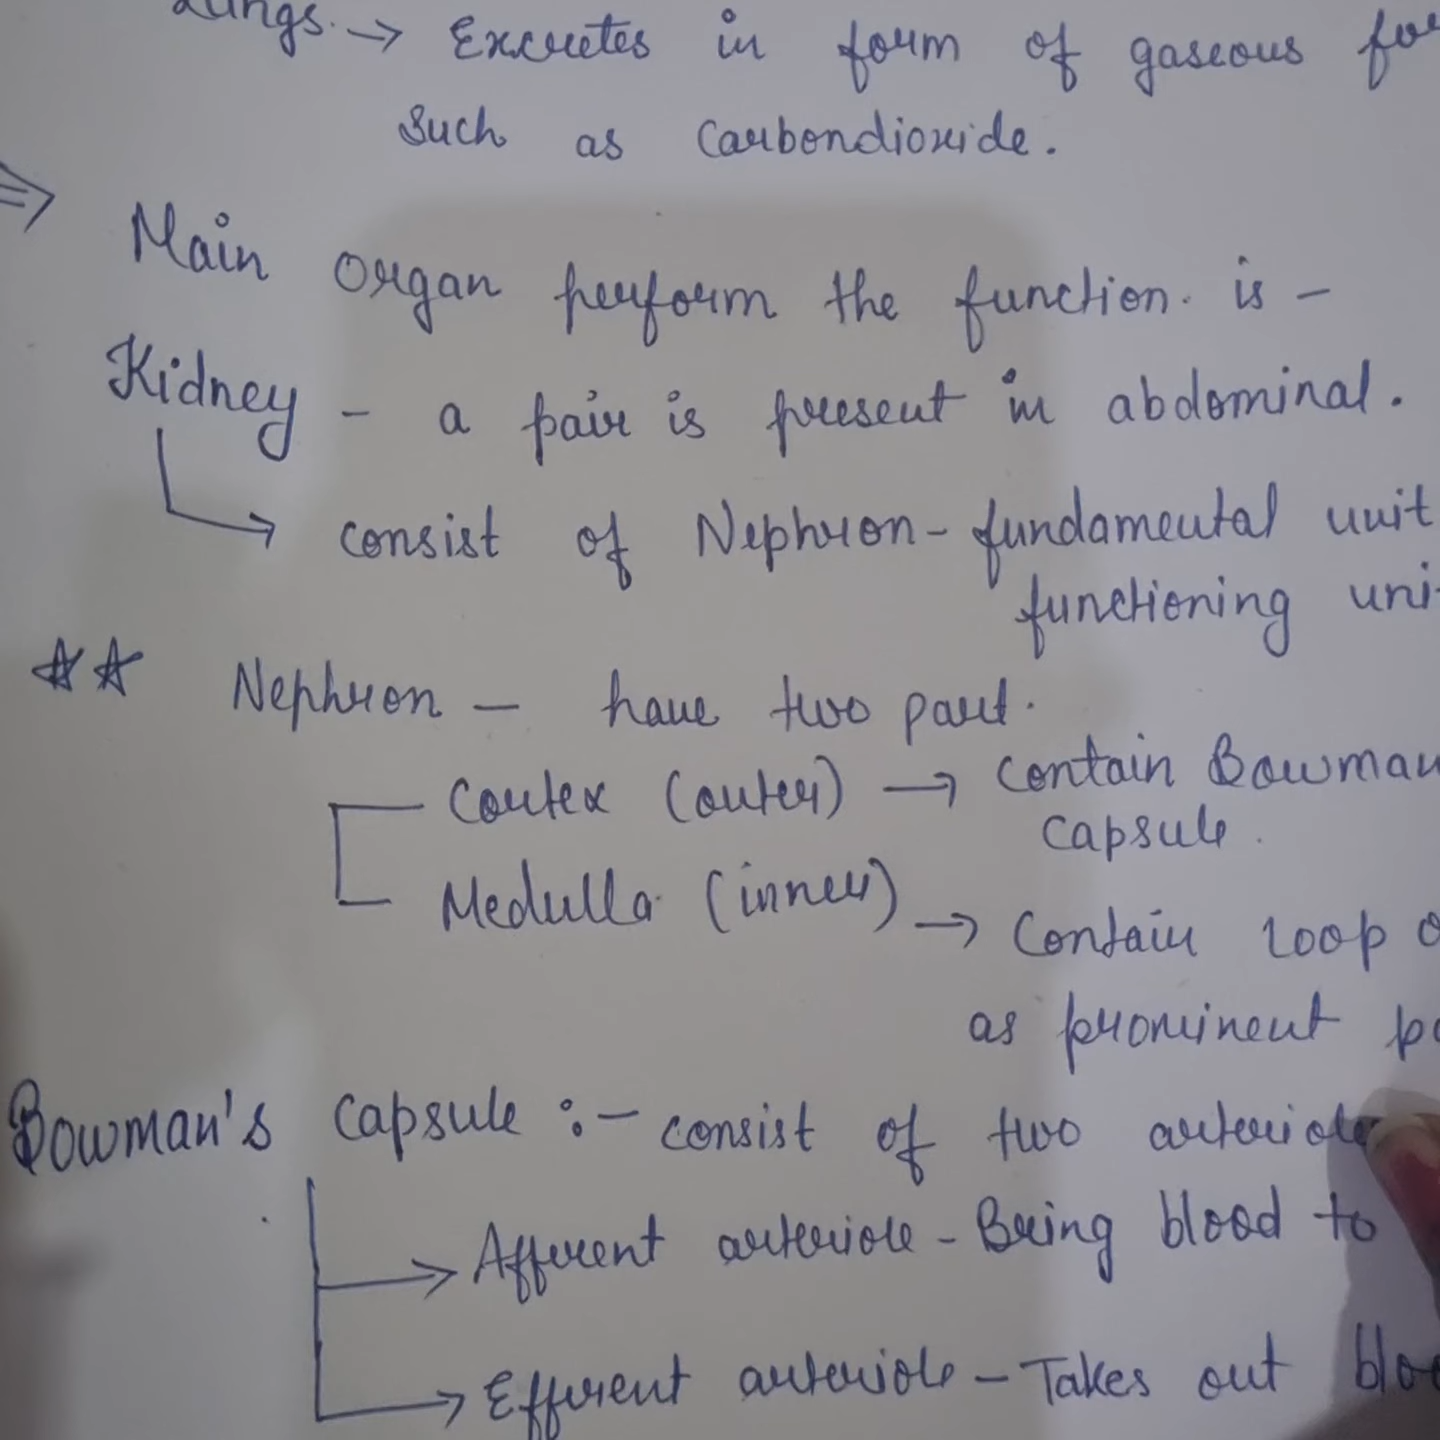 Lungs. → Excretes in form of gaseous
such as Carbondioxide.
⇒ Main organ perform the function. is -
Kidney - a pair is present in abdominal.
↳ consist of Nephron - fundamental unit
functioning
☆☆ Nephron - have two part.
Cortex (outer) → Contain Bowman
capsule.
Medulla (inner) → Contain loop
as prominent
Bowman's capsule :- consist of two arteriole
→ Afferent arteriole - Bring blood to
→ Efferent arteriole - Takes out